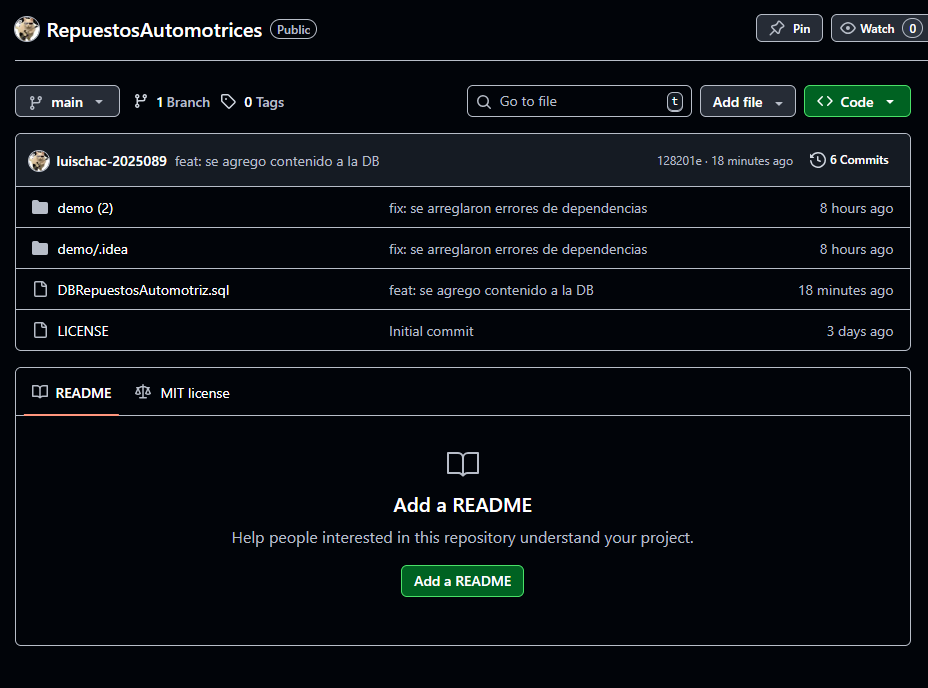 RepuestosAutomotrices Public Pin Watch 0
main 1 Branch 0 Tags Go to file t Add file Code
luischac-2025089 feat: se agrego contenido a la DB 128201e · 18 minutes ago 6 Commits
demo (2) fix: se arreglaron errores de dependencias 8 hours ago
demo/.idea fix: se arreglaron errores de dependencias 8 hours ago
DBRepuestosAutomotriz.sql feat: se agrego contenido a la DB 18 minutes ago
LICENSE Initial commit 3 days ago
README MIT license
Add a README
Help people interested in this repository understand your project.
Add a README